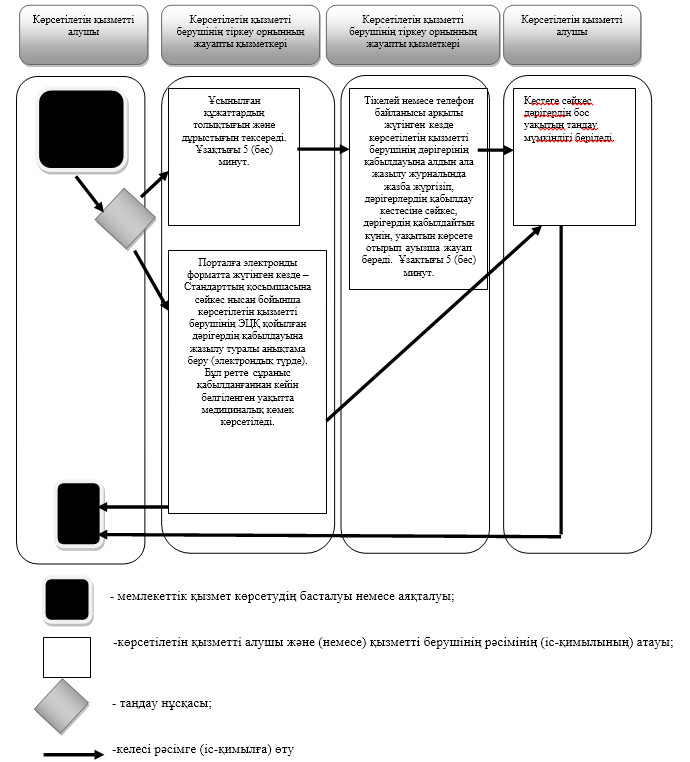 Көрсетілетін қызметті
алушы
Көрсетілетін қызметті
берушінің тіркеу орнынның
жауапты қызметкері
Көрсетілетін қызметті
берушінің тіркеу орнынның
жауапты қызметкері
Көрсетілетін қызметті
алушы
Ұсынылған
құжаттардың
толықтығын және
дұрыстығын тексереді.
Ұзақтығы 5 (бес)
минут.
Тікелей немесе телефон
байланысы арқылы
жүгінген кезде
көрсетілетін қызметті
берушінің дәрігерінің
қабылдауына алдын ала
жазылу журналында
жазба жүргізіп,
дәрігерлердің қабылдау
кестесіне сәйкес,
дәрігердің қабылдайтын
күнін, уақытын көрсете
отырып ауызша жауап
береді. Ұзақтығы 5 (бес)
минут.
Кестеге сәйкес
дәрігердің бос
уақытың таңдау
мүмкіндігі беріледі.
Порталға электронды
форматта жүгінген кезде –
Стандарттың қосымшасына
сәйкес нысан бойынша
көрсетілетін қызметті
берушінің ЭЦҚ қойылған
дәрігердің қабылдауына
жазылу туралы анықтама
беру (электрондық түрде).
Бұл ретте сұраныс
қабылданғаннан кейін
белгіленген уақытта
медициналық көмек
көрсетіледі.
- мемлекеттік қызмет көрсетудің басталуы немесе аяқталуы;
-көрсетілетін қызметті алушы және (немесе) қызметті берушінің рәсімінің (іс-қимылының) атауы;
- таңдау нұсқасы;
-келесі рәсімге (іс-қимылға) өту